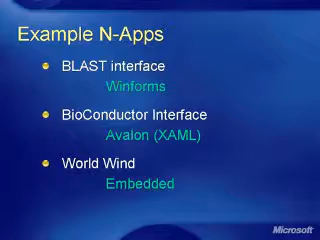 Example N-Apps
BLAST interface
Winforms
BioConductor Interface
Avalon (XAML)
World Wind
Embedded
Microsoft